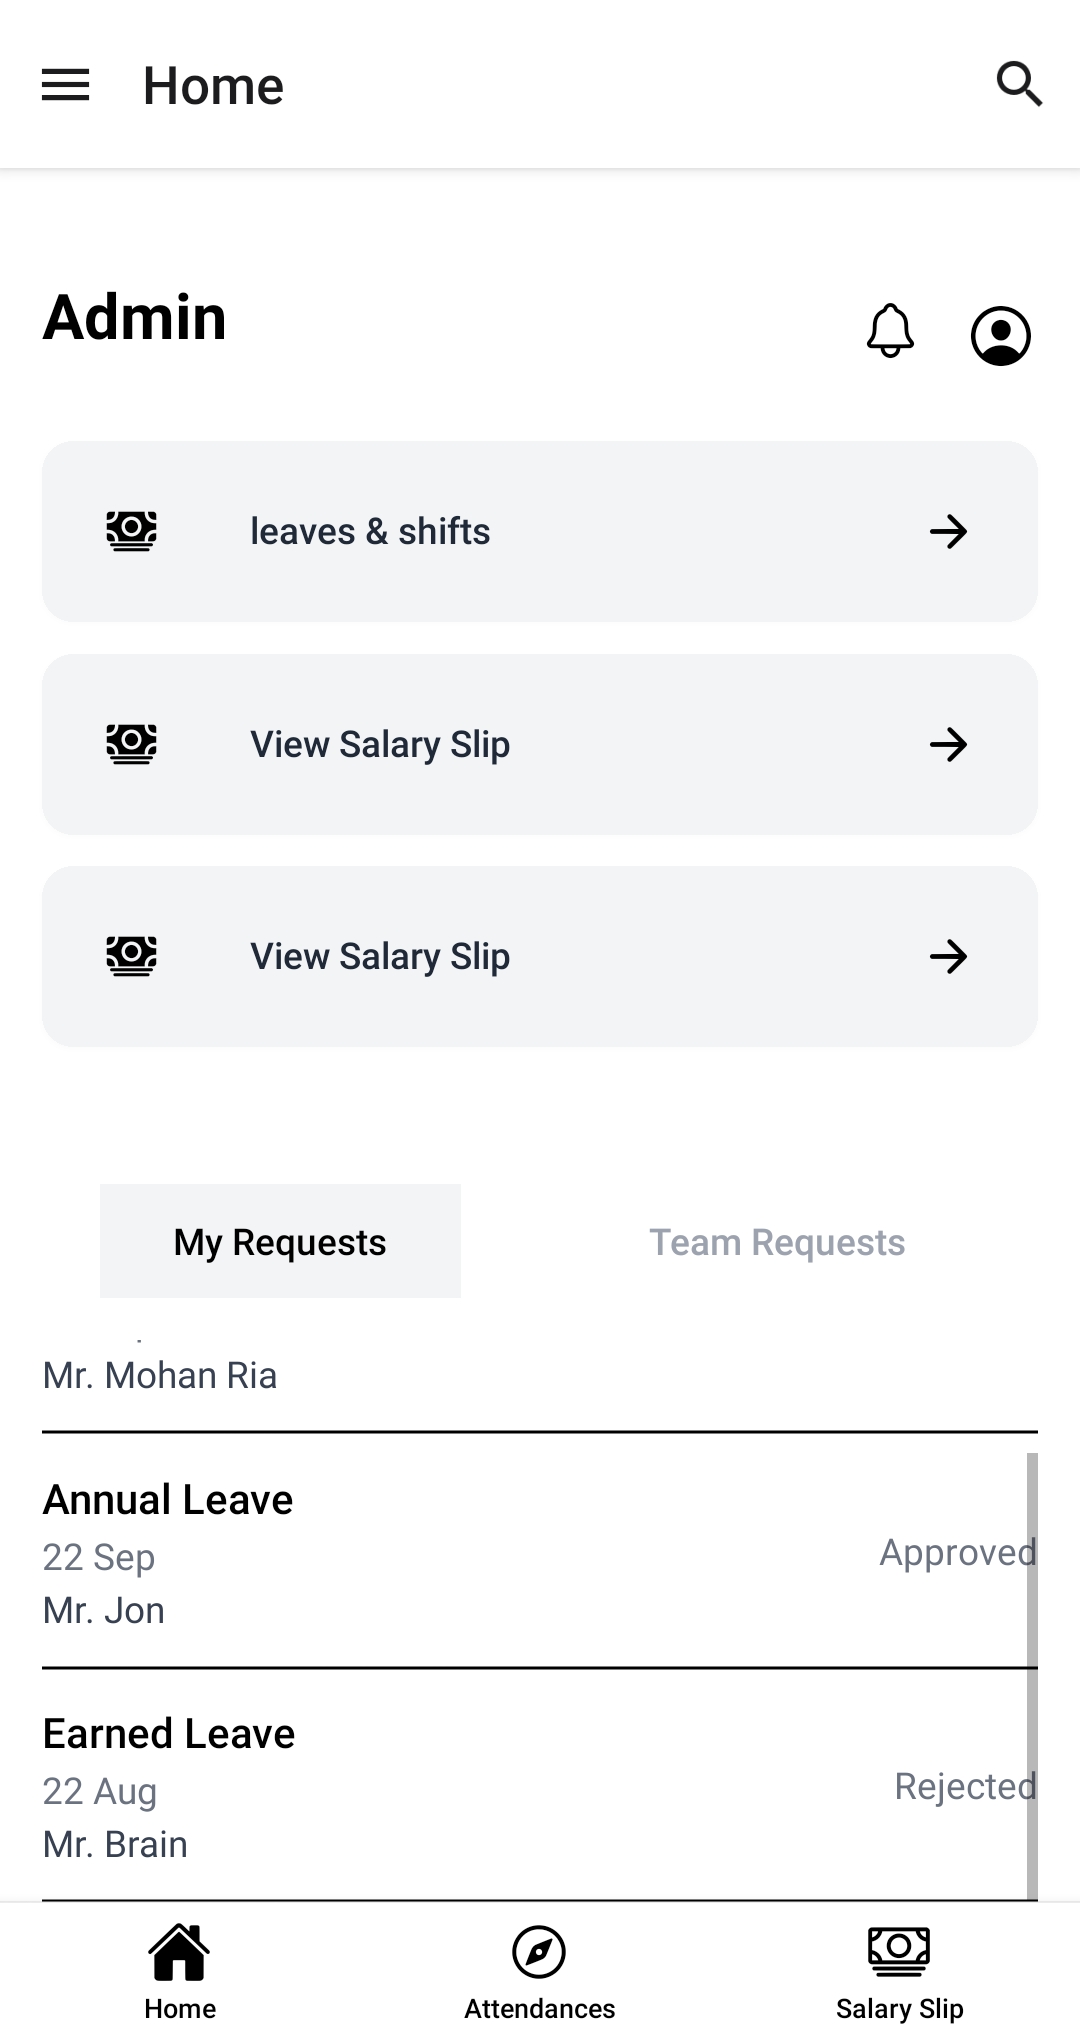 Home
Admin
leaves & shifts
View Salary Slip
View Salary Slip
My Requests
Team Requests
Mr. Mohan Ria
Annual Leave
22 Sep
Approved
Mr. Jon
Earned Leave
22 Aug
Rejected
Mr. Brain
Home
Attendances
Salary Slip